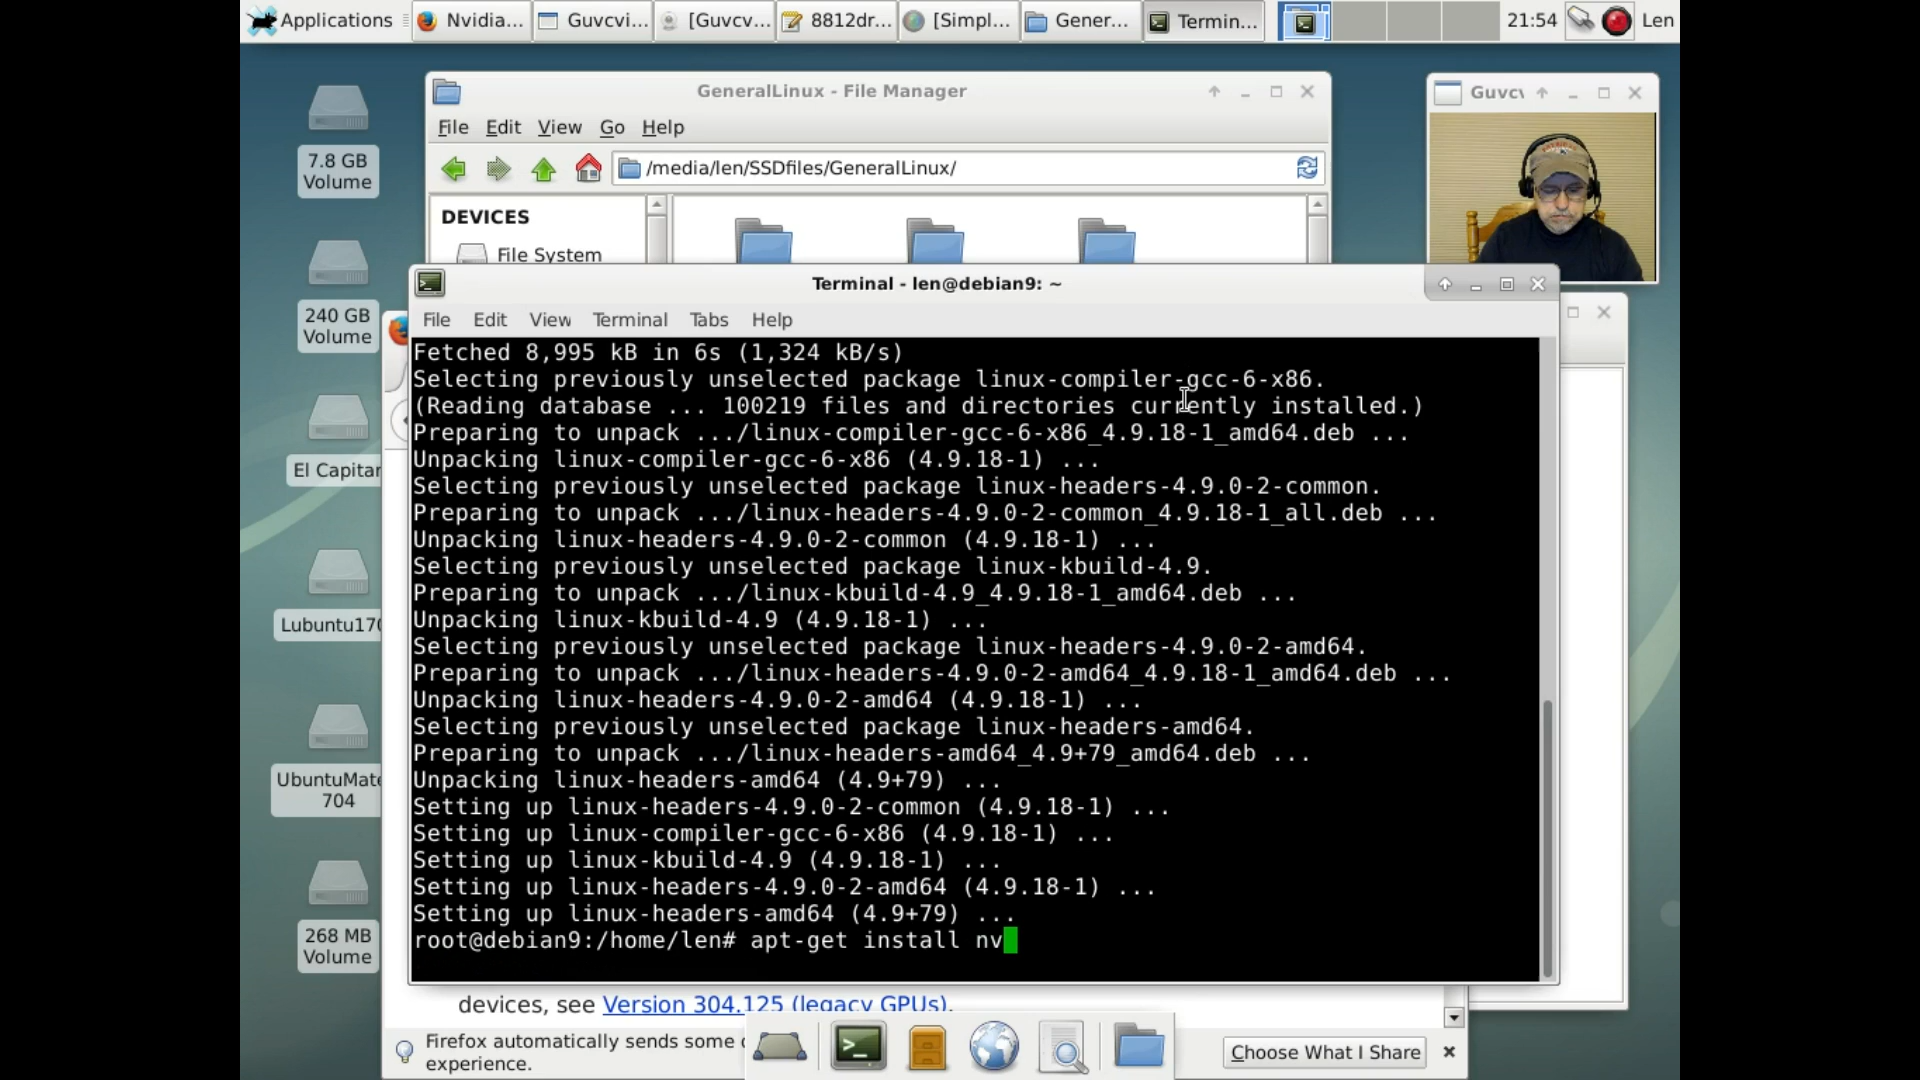 Applications
Nvidia...
Guvcvi...
[Guvcv...
8812dr...
[Simpl...
Gener...
Termin...
21:54
Len
7.8 GB
Volume
240 GB
Volume
El Capitan
Lubuntu170
UbuntuMate
704
268 MB
Volume
GeneralLinux - File Manager
File Edit View Go Help
/media/len/SSDfiles/GeneralLinux/
DEVICES
File System
Guvcv
Terminal - len@debian9: ~
File Edit View Terminal Tabs Help
Fetched 8,995 kB in 6s (1,324 kB/s)
Selecting previously unselected package linux-compiler-gcc-6-x86.
(Reading database ... 100219 files and directories currently installed.)
Preparing to unpack .../linux-compiler-gcc-6-x86_4.9.18-1_amd64.deb ...
Unpacking linux-compiler-gcc-6-x86 (4.9.18-1) ...
Selecting previously unselected package linux-headers-4.9.0-2-common.
Preparing to unpack .../linux-headers-4.9.0-2-common_4.9.18-1_all.deb ...
Unpacking linux-headers-4.9.0-2-common (4.9.18-1) ...
Selecting previously unselected package linux-kbuild-4.9.
Preparing to unpack .../linux-kbuild-4.9_4.9.18-1_amd64.deb ...
Unpacking linux-kbuild-4.9 (4.9.18-1) ...
Selecting previously unselected package linux-headers-4.9.0-2-amd64.
Preparing to unpack .../linux-headers-4.9.0-2-amd64_4.9.18-1_amd64.deb ...
Unpacking linux-headers-4.9.0-2-amd64 (4.9.18-1) ...
Selecting previously unselected package linux-headers-amd64.
Preparing to unpack .../linux-headers-amd64_4.9+79_amd64.deb ...
Unpacking linux-headers-amd64 (4.9+79) ...
Setting up linux-headers-4.9.0-2-common (4.9.18-1) ...
Setting up linux-compiler-gcc-6-x86 (4.9.18-1) ...
Setting up linux-kbuild-4.9 (4.9.18-1) ...
Setting up linux-headers-4.9.0-2-amd64 (4.9.18-1) ...
Setting up linux-headers-amd64 (4.9+79) ...
root@debian9:/home/len# apt-get install nv
devices, see Version 304.125 (legacy GPUs).
Firefox automatically sends some
experience.
Choose What I Share